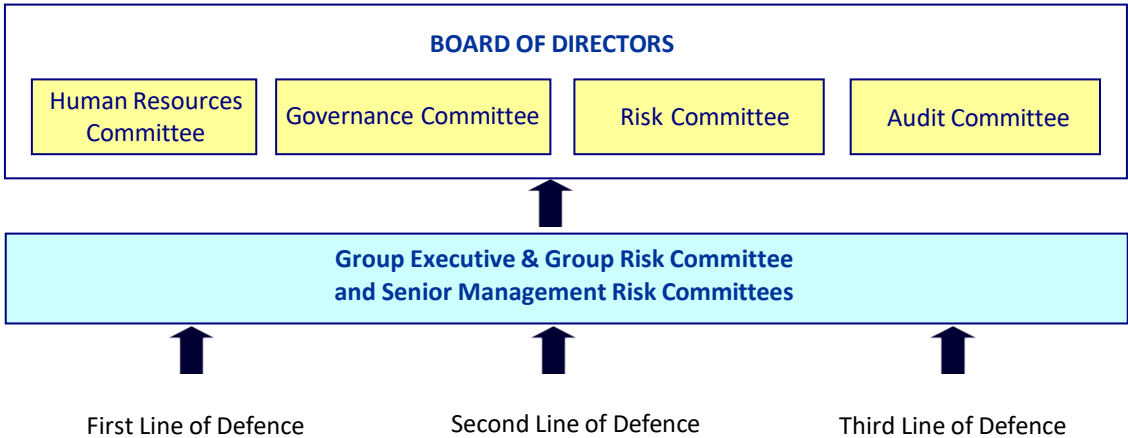 BOARD OF DIRECTORS
Human Resources
Committee
Governance Committee
Risk Committee
Audit Committee
Group Executive & Group Risk Committee
and Senior Management Risk Committees
First Line of Defence
Second Line of Defence
Third Line of Defence